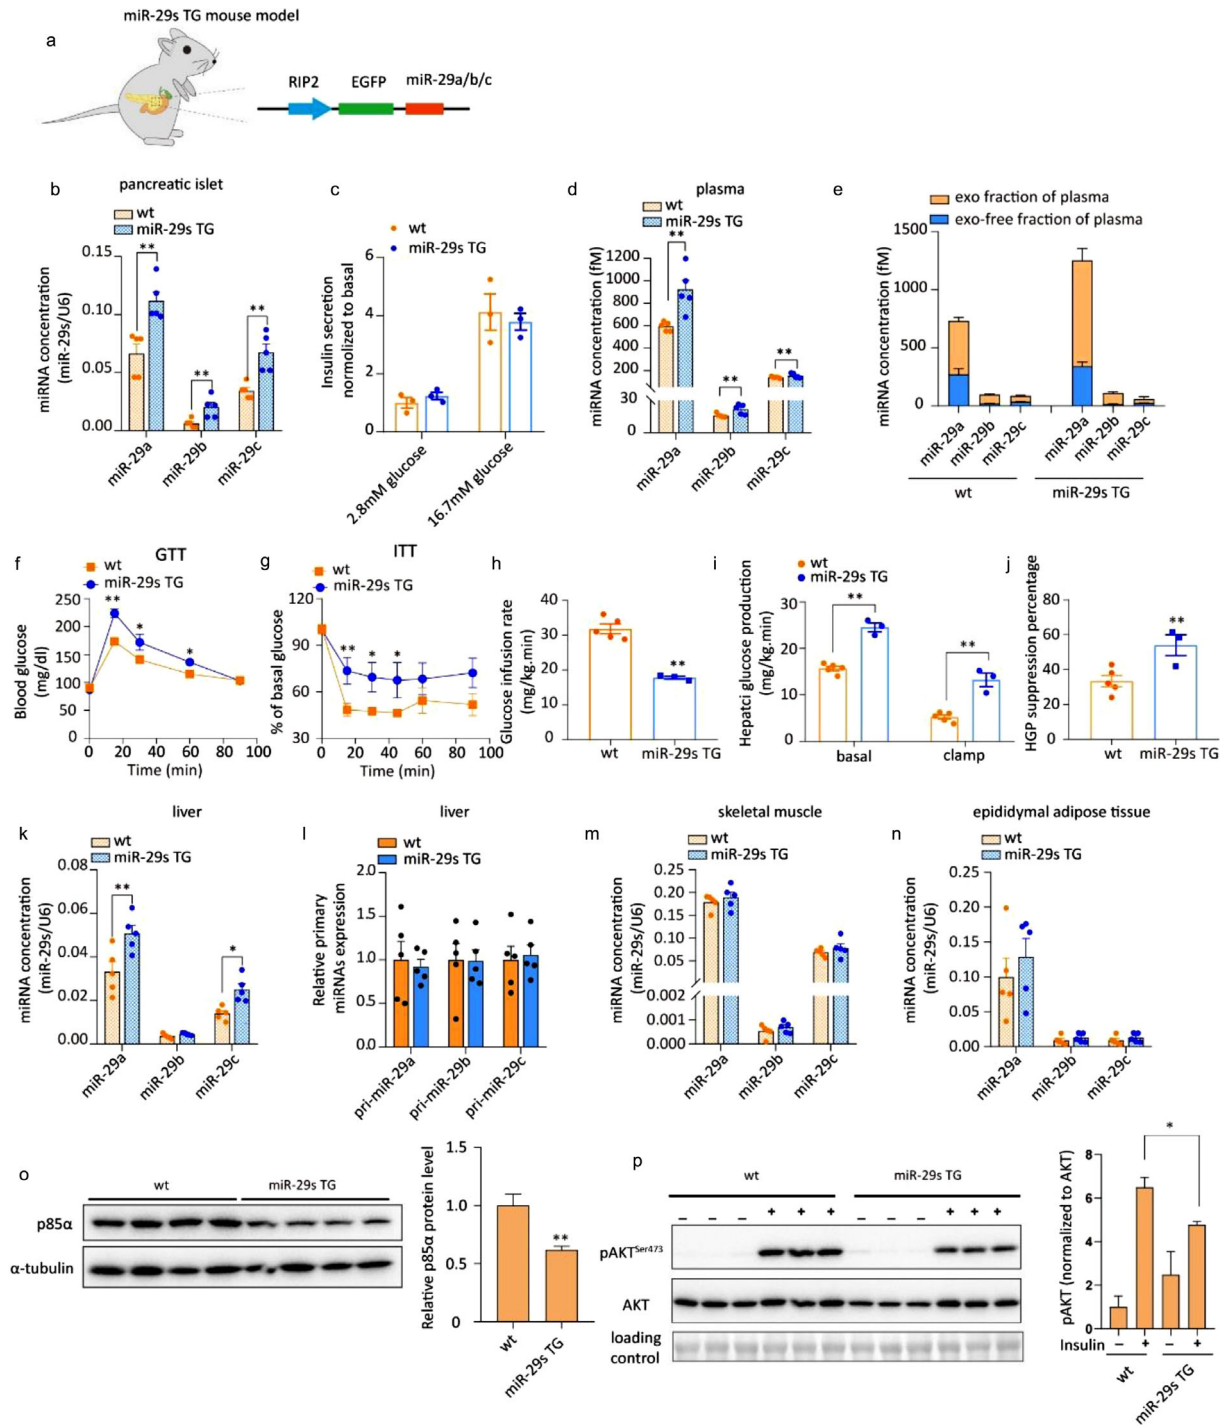 miR-29s TG mouse model
a
RIP2 EGFP miR-29a/b/c
b
pancreatic islet
wt
miR-29s TG
miRNA concentration
(miR-29s/U6)
0.15
0.10
0.05
0.00
** ** **
miR-29a miR-29b miR-29c
c
wt
miR-29s TG
Insulin secretion
normolized to basal
6
4
2
0
2.8mM glucose 16.7mM glucose
d
plasma
wt
miR-29s TG
miRNA concentration (fM)
1200
1000
800
600
400
200
30
0
** ** **
miR-29a miR-29b miR-29c
e
exo fraction of plasma
exo-free fraction of plasma
miRNA concentration (fM)
1500
1000
500
0
miR-29a miR-29b miR-29c miR-29a miR-29b miR-29c
wt miR-29s TG
f
GTT
wt
miR-29s TG
Blood glucose
(mg/dl)
250
200
150
100
50
0
** * *
0 20 40 60 80 100
Time (min)
g
ITT
wt
miR-29s TG
% of basal glucose
120
90
60
30
** * *
0 20 40 60 80 100
Time (min)
h
Glucose infusion rate
(mg/kg.min)
40
30
20
10
0
**
wt miR-29s TG
i
wt
miR-29s TG
Hepatci glucose production
(mg/kg.min)
30
20
10
0
** **
basal clamp
j
HGP suppression percentage
80
60
40
20
0
**
wt miR-29s TG
k
liver
wt
miR-29s TG
miRNA concentration
(miR-29s/U6)
0.08
0.06
0.04
0.02
0.00
** *
miR-29a miR-29b miR-29c
l
liver
wt
miR-29s TG
Relative primary
miRNAs expression
2.0
1.5
1.0
0.5
0.0
pri-miR-29a pri-miR-29b pri-miR-29c
m
skeletal muscle
wt
miR-29s TG
miRNA concentration
(miR-29s/U6)
0.25
0.20
0.15
0.10
0.05
0.002
0.001
0.000
miR-29a miR-29b miR-29c
n
epididymal adipose tissue
wt
miR-29s TG
miRNA concentration
(miR-29s/U6)
0.25
0.20
0.15
0.10
0.05
0.00
miR-29a miR-29b miR-29c
o
wt miR-29s TG
p85α
α-tubulin
Relative p85α protein level
1.5
1.0
0.5
0
**
wt miR-29s TG
p
wt miR-29s TG
– – – + + + – – – + + +
pAKTSer473
AKT
loading
control
pAKT (normalized to AKT)
8
6
4
2
0
*
Insulin – + – +
wt miR-29s TG